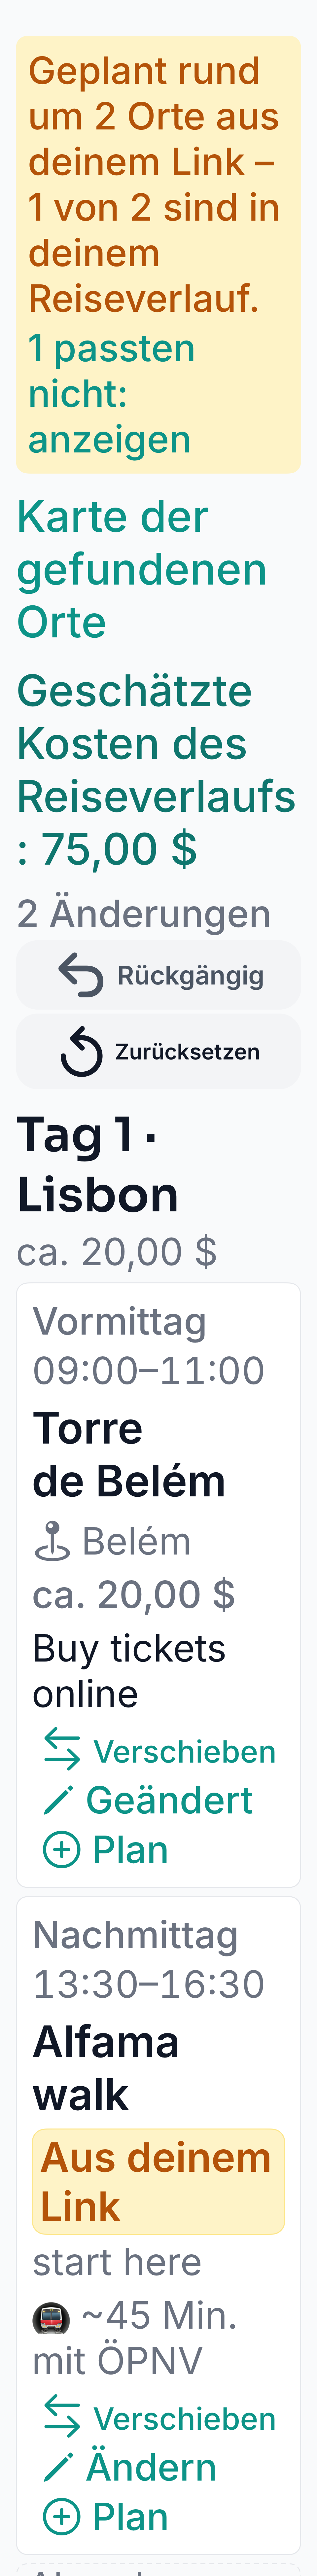 Geplant rund
um 2 Orte aus
deinem Link –
1 von 2 sind in
deinem
Reiseverlauf.
1 passten
nicht:
anzeigen
Karte der
gefundenen
Orte
Geschätzte
Kosten des
Reiseverlaufs
: 75,00 $
2 Änderungen
Rückgängig
Zurücksetzen
Tag 1 ·
Lisbon
ca. 20,00 $
Vormittag
09:00–11:00
Torre
de Belém
Belém
ca. 20,00 $
Buy tickets
online
Verschieben
Geändert
Plan
Nachmittag
13:30–16:30
Alfama
walk
Aus deinem
Link
start here
~45 Min.
mit ÖPNV
Verschieben
Ändern
Plan